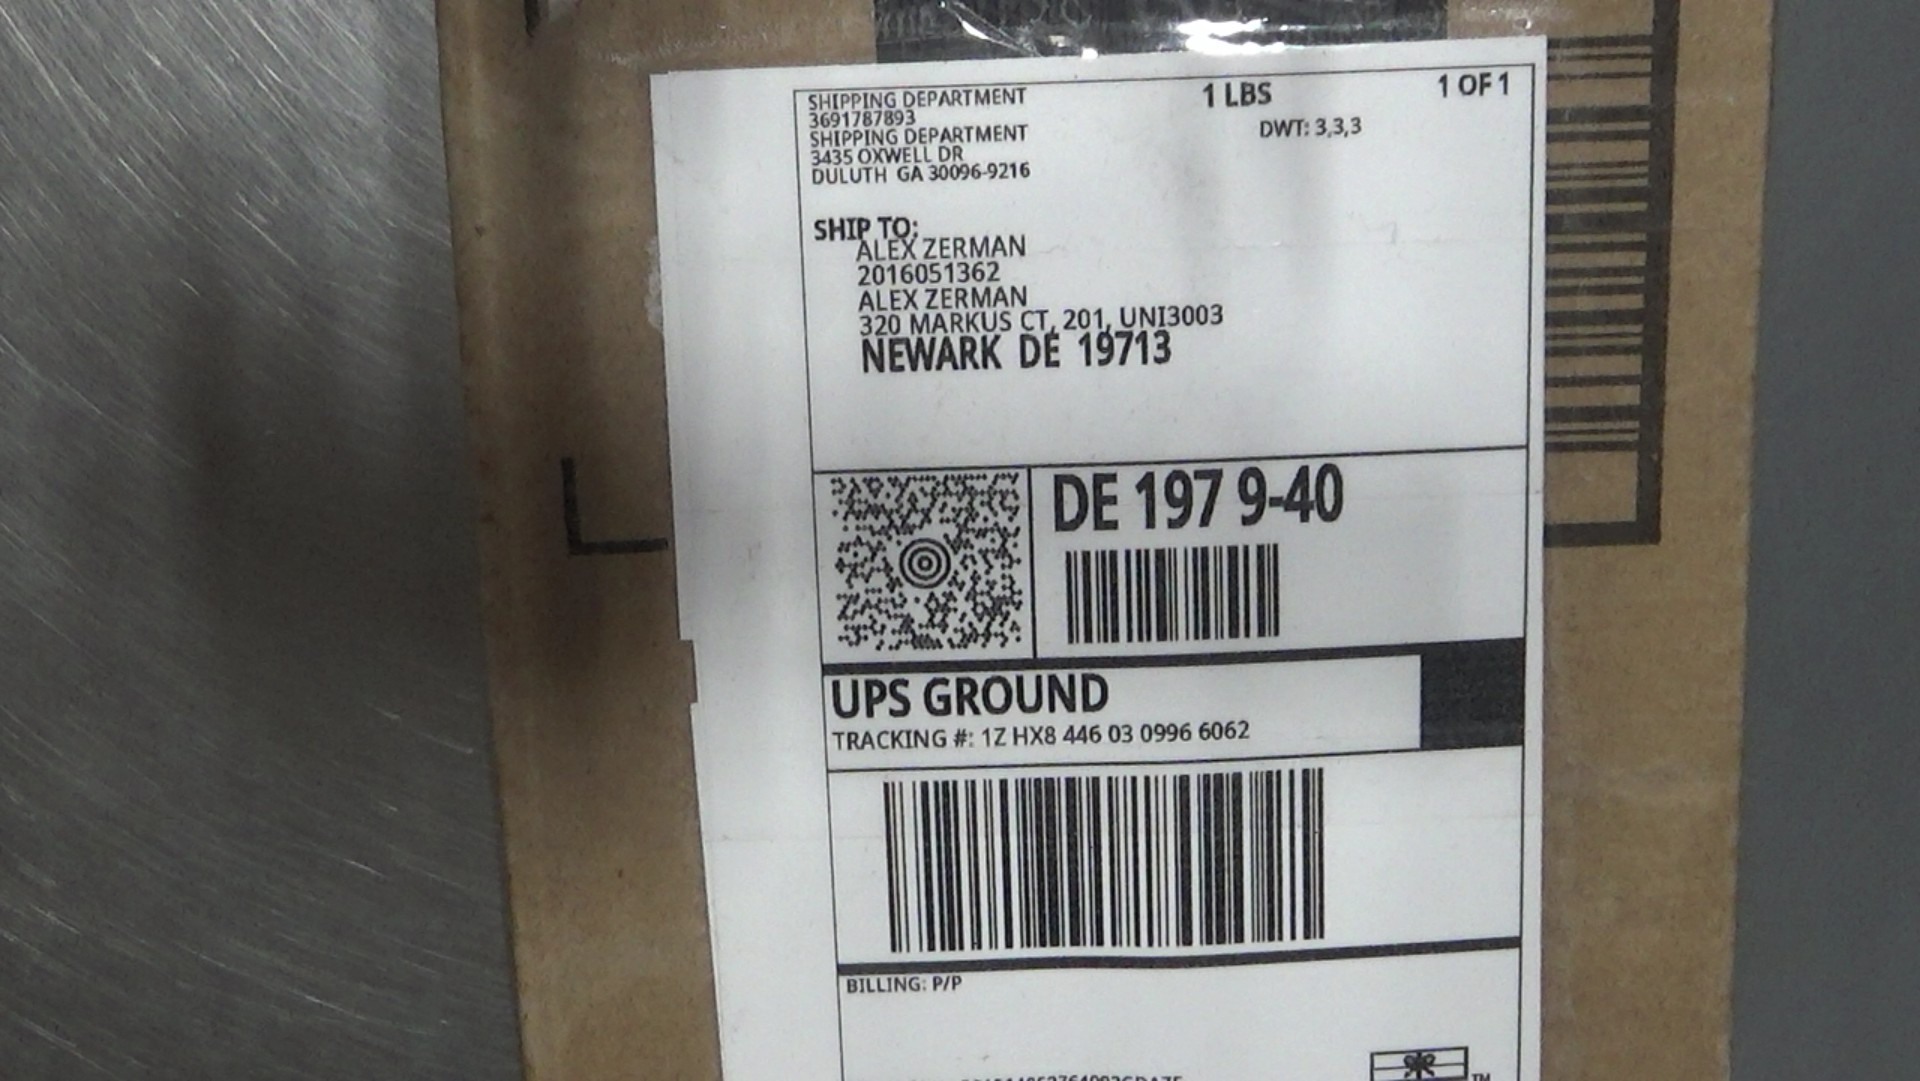 SHIPPING DEPARTMENT
3691787893
SHIPPING DEPARTMENT
3435 OXWELL DR
DULUTH GA 30096-9216
1 LBS
1 OF 1
DWT: 3,3,3
SHIP TO:
ALEX ZERMAN
2016051362
ALEX ZERMAN
320 MARKUS CT, 201, UNI3003
NEWARK DE 19713
DE 197 9-40
UPS GROUND
TRACKING #: 1Z HX8 446 03 0996 6062
BILLING: P/P
TM